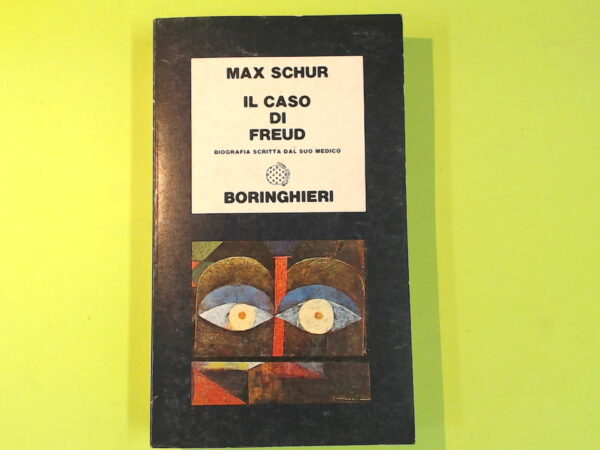 MAX SCHUR
IL CASO
DI
FREUD
BIOGRAFIA SCRITTA DAL SUO MEDICO
BORINGHIERI